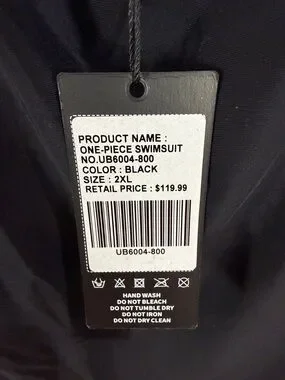 PRODUCT NAME :
ONE-PIECE SWIMSUIT
NO.UB6004-800
COLOR : BLACK
SIZE : 2XL
RETAIL PRICE : $119.99
UB6004-800
HAND WASH
DO NOT BLEACH
DO NOT TUMBLE DRY
DO NOT IRON
DO NOT DRY CLEAN